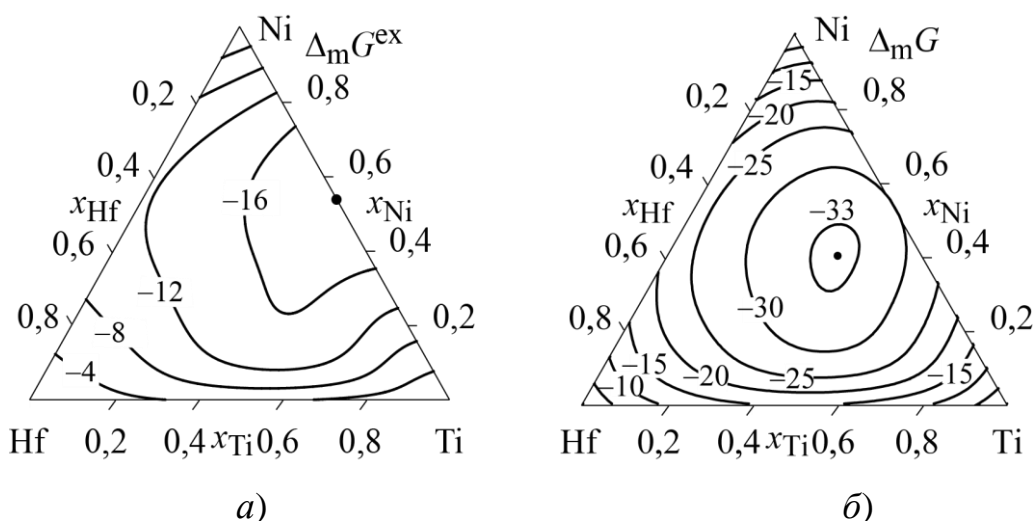 Ni ΔmGex
0,2 0,8
0,4 0,6
xHf −16 xNi
0,6 0,4
−12
0,8 −8 0,2
−4
Hf 0,2 0,4 xTi 0,6 0,8 Ti
а)
Ni ΔmG
−15
0,2 −20 0,8
0,4 −25 0,6
xHf −33 xNi
0,6 0,4
−30
0,8 0,2
−15 −20 −25 −15
−10
Hf 0,2 0,4 xTi 0,6 0,8 Ti
б)